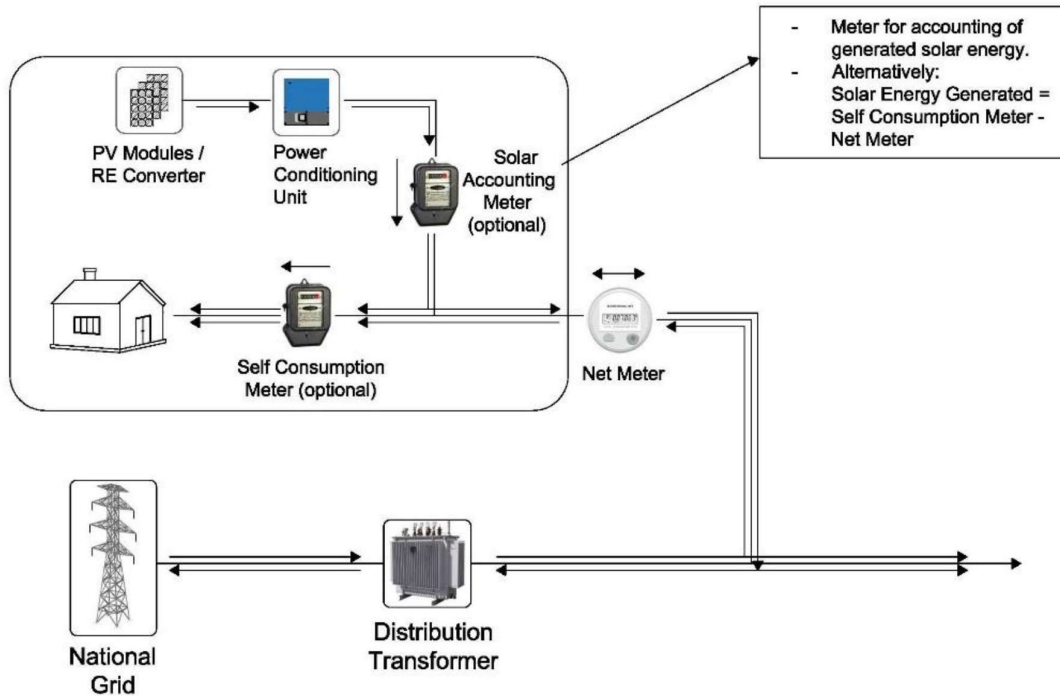 - Meter for accounting of
generated solar energy.
- Alternatively:
Solar Energy Generated =
Self Consumption Meter -
Net Meter
PV Modules /
RE Converter
Power
Conditioning
Unit
Solar
Accounting
Meter
(optional)
Self Consumption
Meter (optional)
Net Meter
National
Grid
Distribution
Transformer